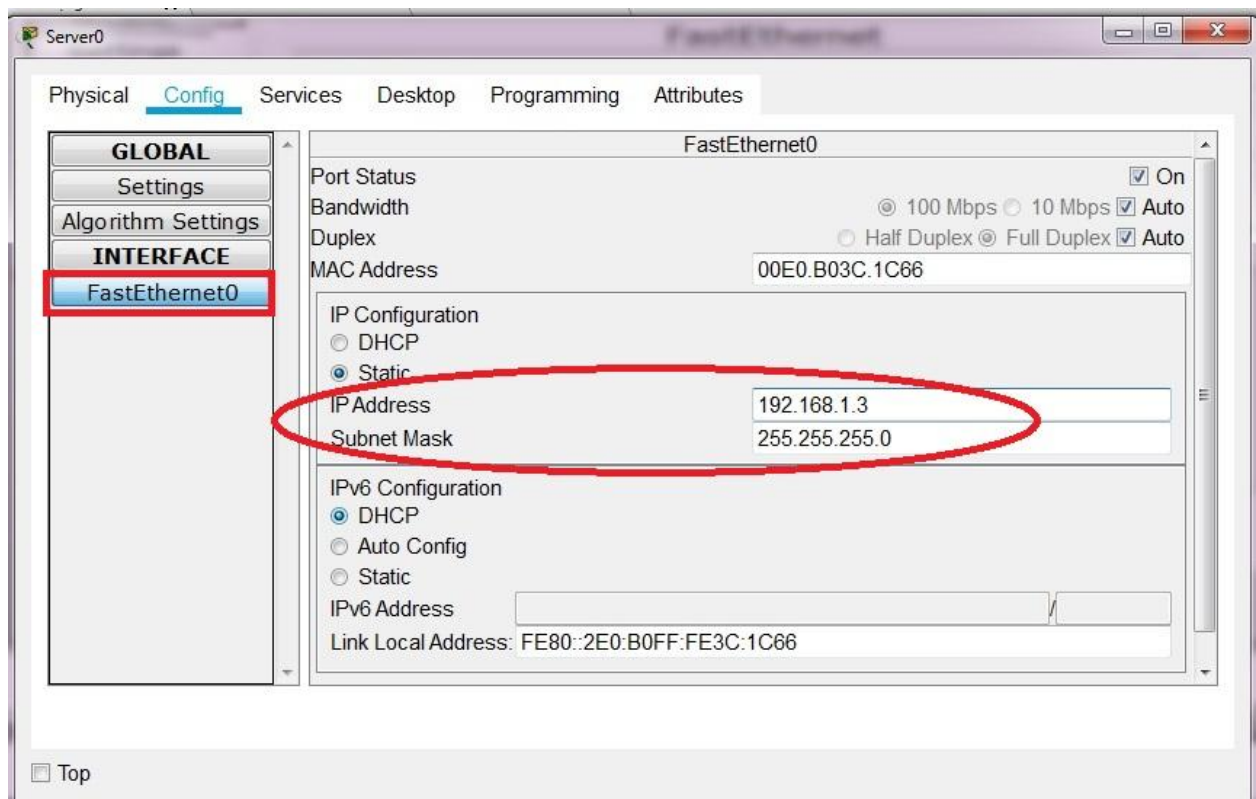 Server0
FastEthernet
Physical Config Services Desktop Programming Attributes
GLOBAL
Settings
Algorithm Settings
INTERFACE
FastEthernet0
FastEthernet0
Port Status On
Bandwidth 100 Mbps 10 Mbps Auto
Duplex Half Duplex Full Duplex Auto
MAC Address 00E0.B03C.1C66
IP Configuration
DHCP
Static
IP Address 192.168.1.3
Subnet Mask 255.255.255.0
IPv6 Configuration
DHCP
Auto Config
Static
IPv6 Address /
Link Local Address: FE80::2E0:B0FF:FE3C:1C66
Top